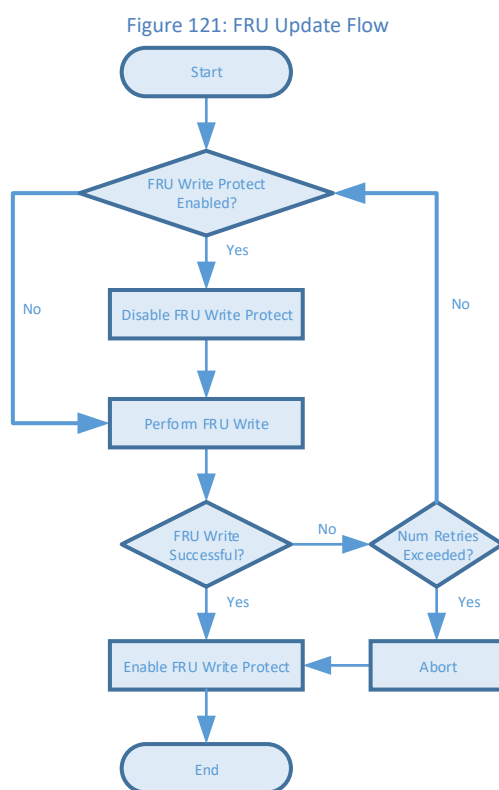 Figure 121: FRU Update Flow
Start
FRU Write Protect
Enabled?
Yes
No
No
Disable FRU Write Protect
Perform FRU Write
FRU Write
Successful?
No
Num Retries
Exceeded?
Yes
Yes
Enable FRU Write Protect
Abort
End